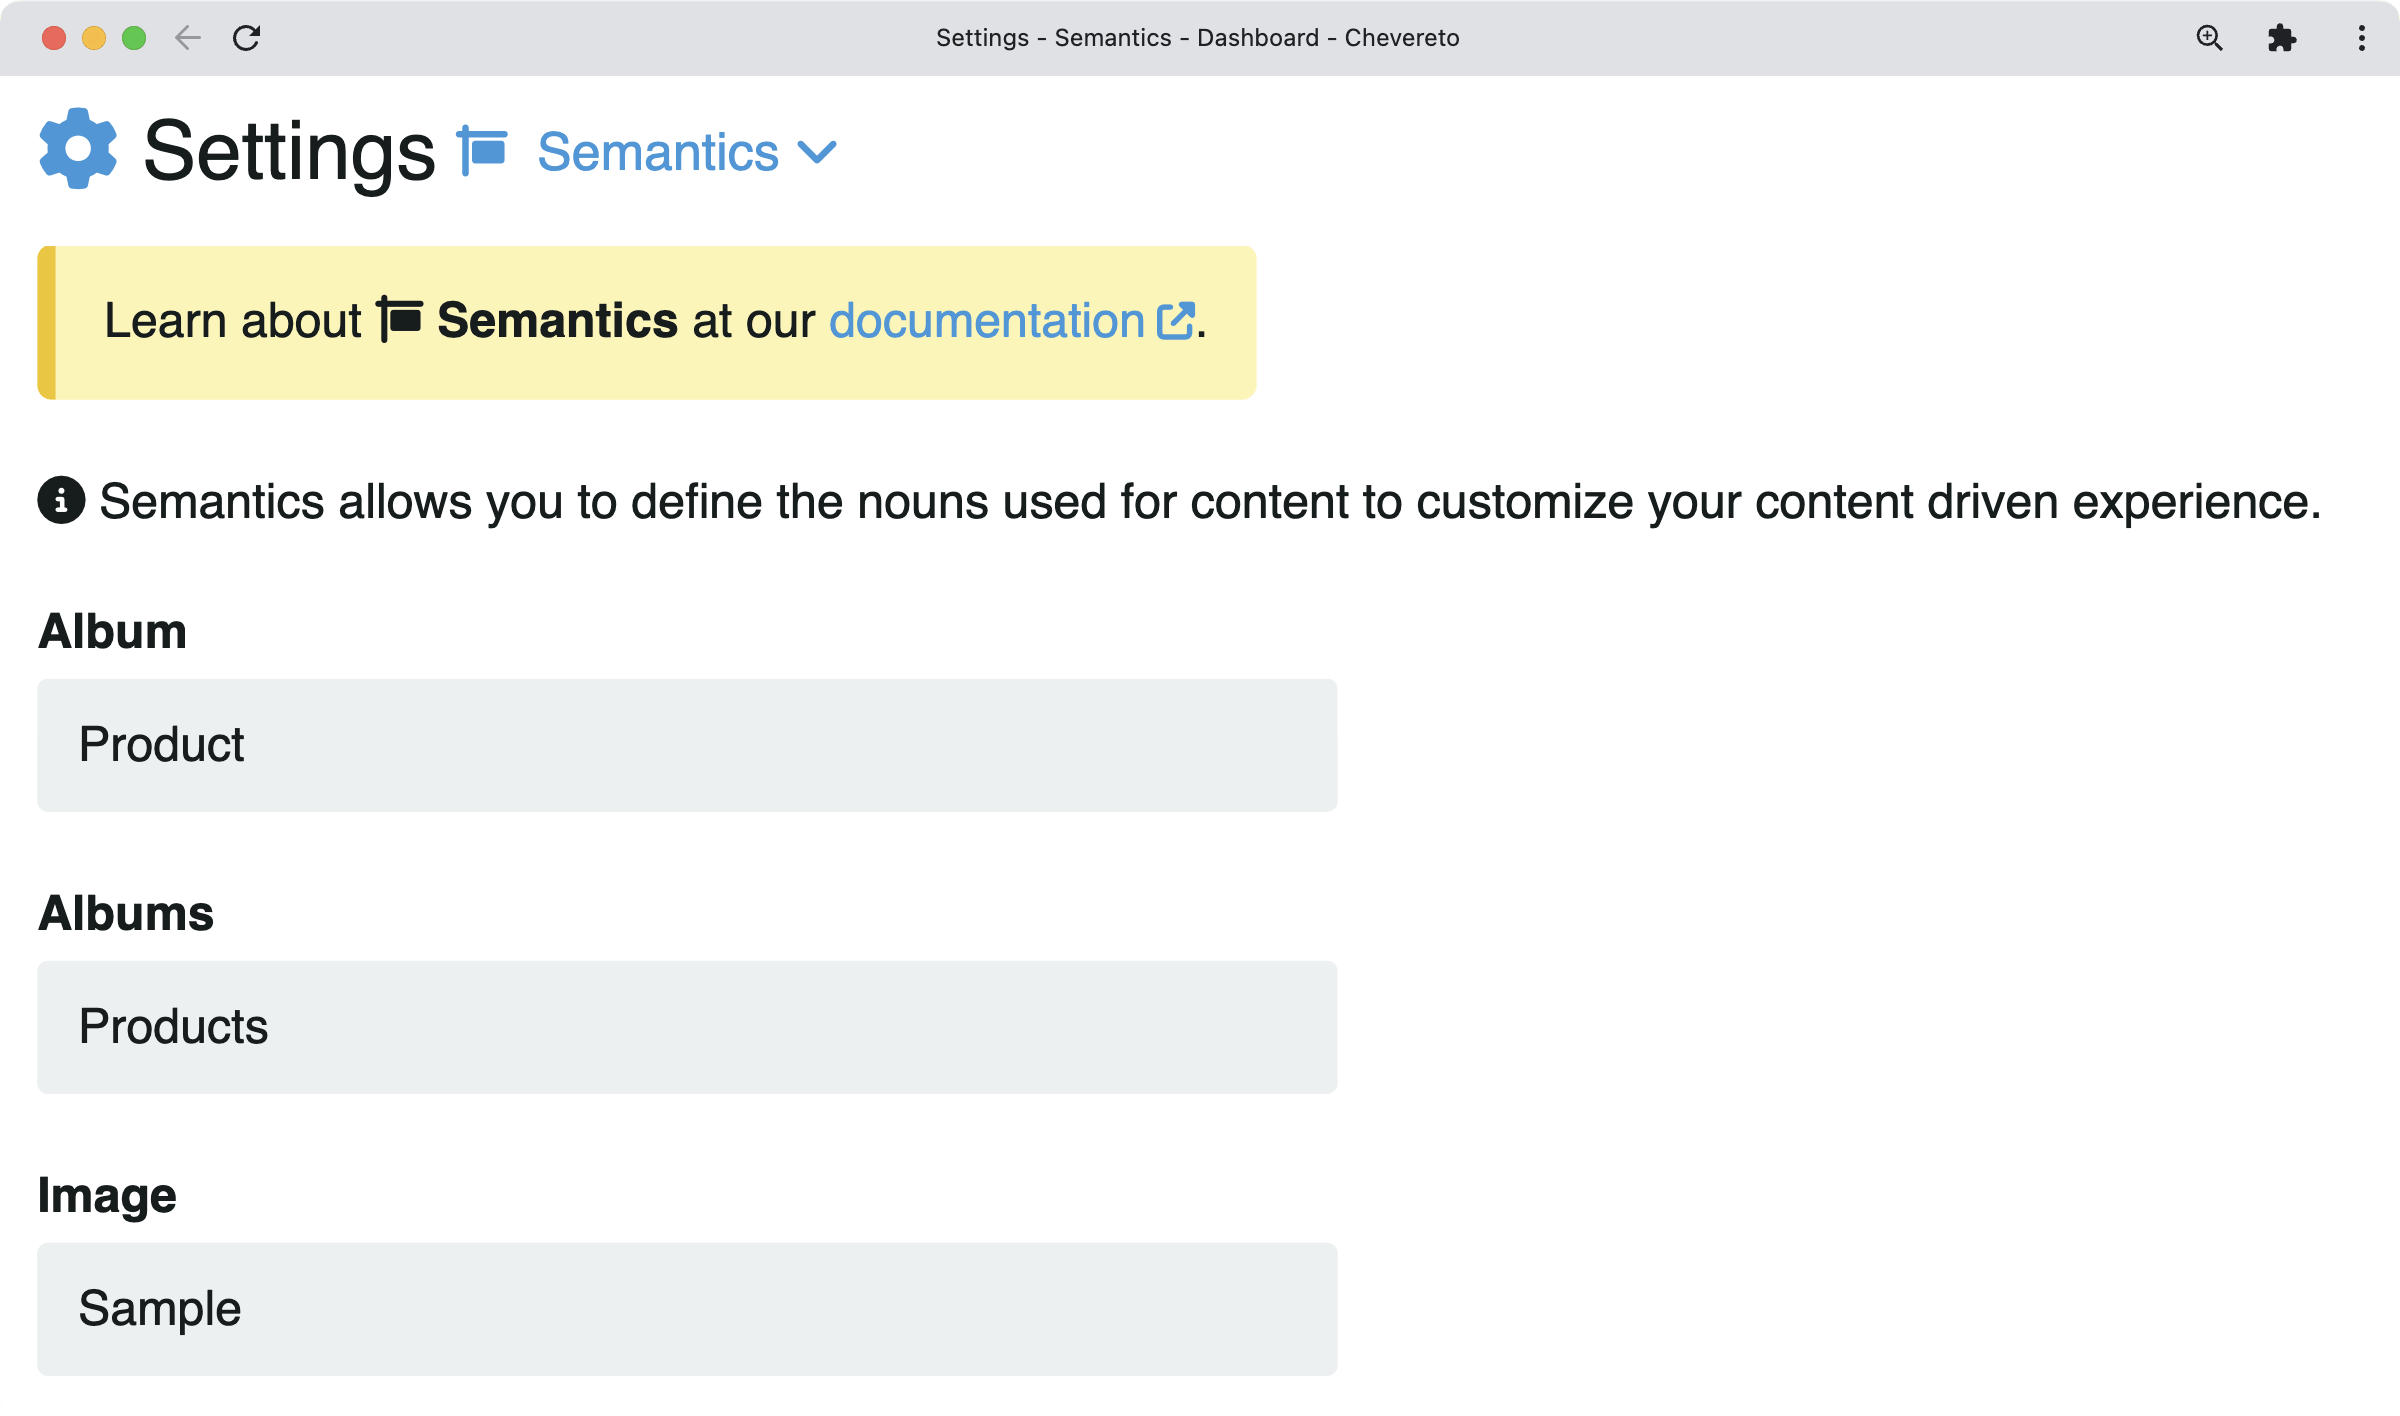 Settings - Semantics - Dashboard - Chevereto
Settings Semantics
Learn about Semantics at our documentation.
Semantics allows you to define the nouns used for content to customize your content driven experience.
Album
Product
Albums
Products
Image
Sample